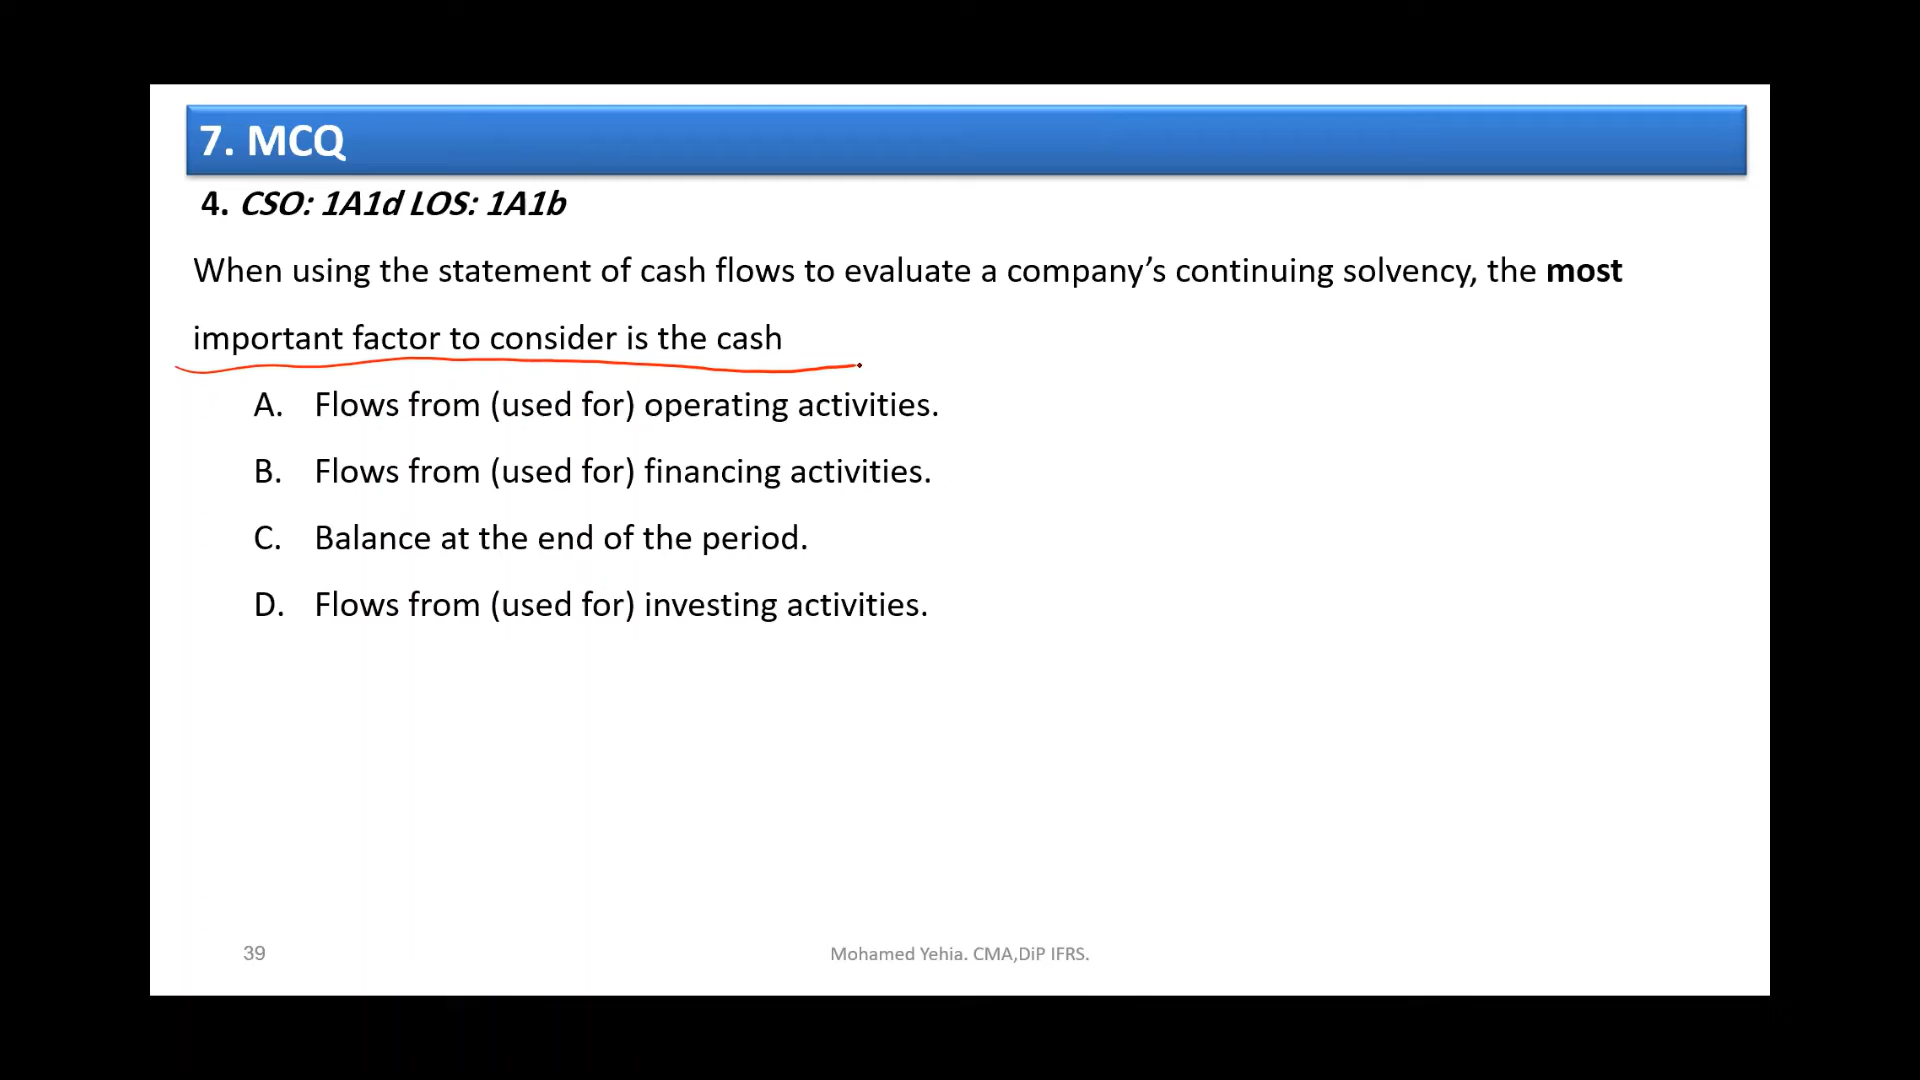 7. MCQ
4. CSO: 1A1d LOS: 1A1b
When using the statement of cash flows to evaluate a company’s continuing solvency, the most
important factor to consider is the cash
A. Flows from (used for) operating activities.
B. Flows from (used for) financing activities.
C. Balance at the end of the period.
D. Flows from (used for) investing activities.
39 Mohamed Yehia. CMA,DiP IFRS.